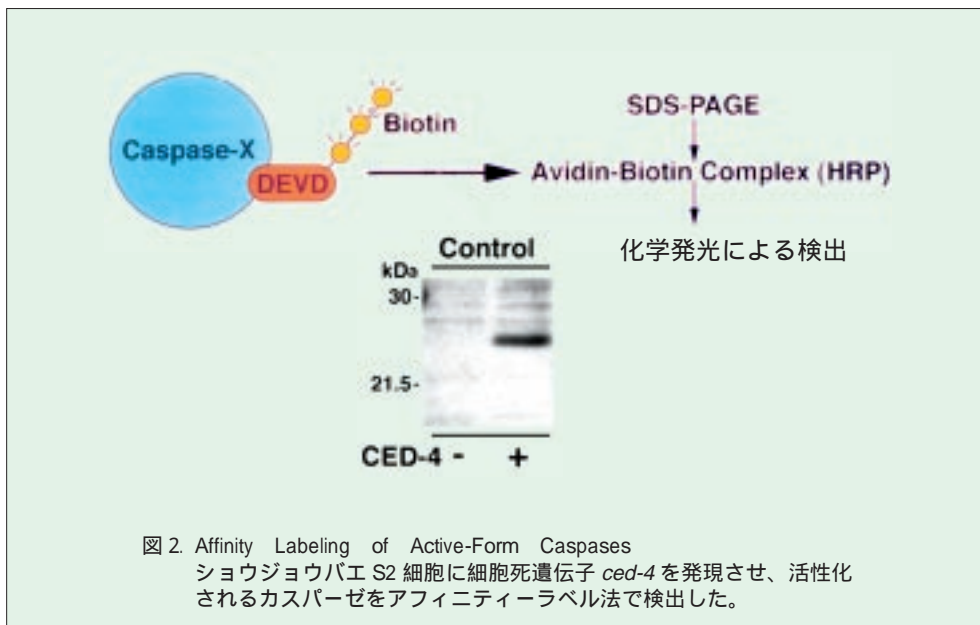 Caspase-X
DEVD
Biotin
SDS-PAGE
Avidin-Biotin Complex (HRP)
化学発光による検出
Control
kDa
30-
21.5-
CED-4 - +
図 2. Affinity Labeling of Active-Form Caspases
ショウジョウバエ S2 細胞に細胞死遺伝子 ced-4 を発現させ、活性化
されるカスパーゼをアフィニティーラベル法で検出した。